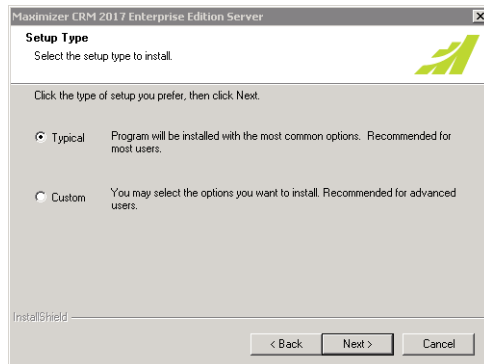 Maximizer CRM 2017 Enterprise Edition Server
Setup Type
Select the setup type to install.
Click the type of setup you prefer, then click Next.
Typical
Program will be installed with the most common options. Recommended for
most users.
Custom
You may select the options you want to install. Recommended for advanced
users.
InstallShield
< Back
Next >
Cancel